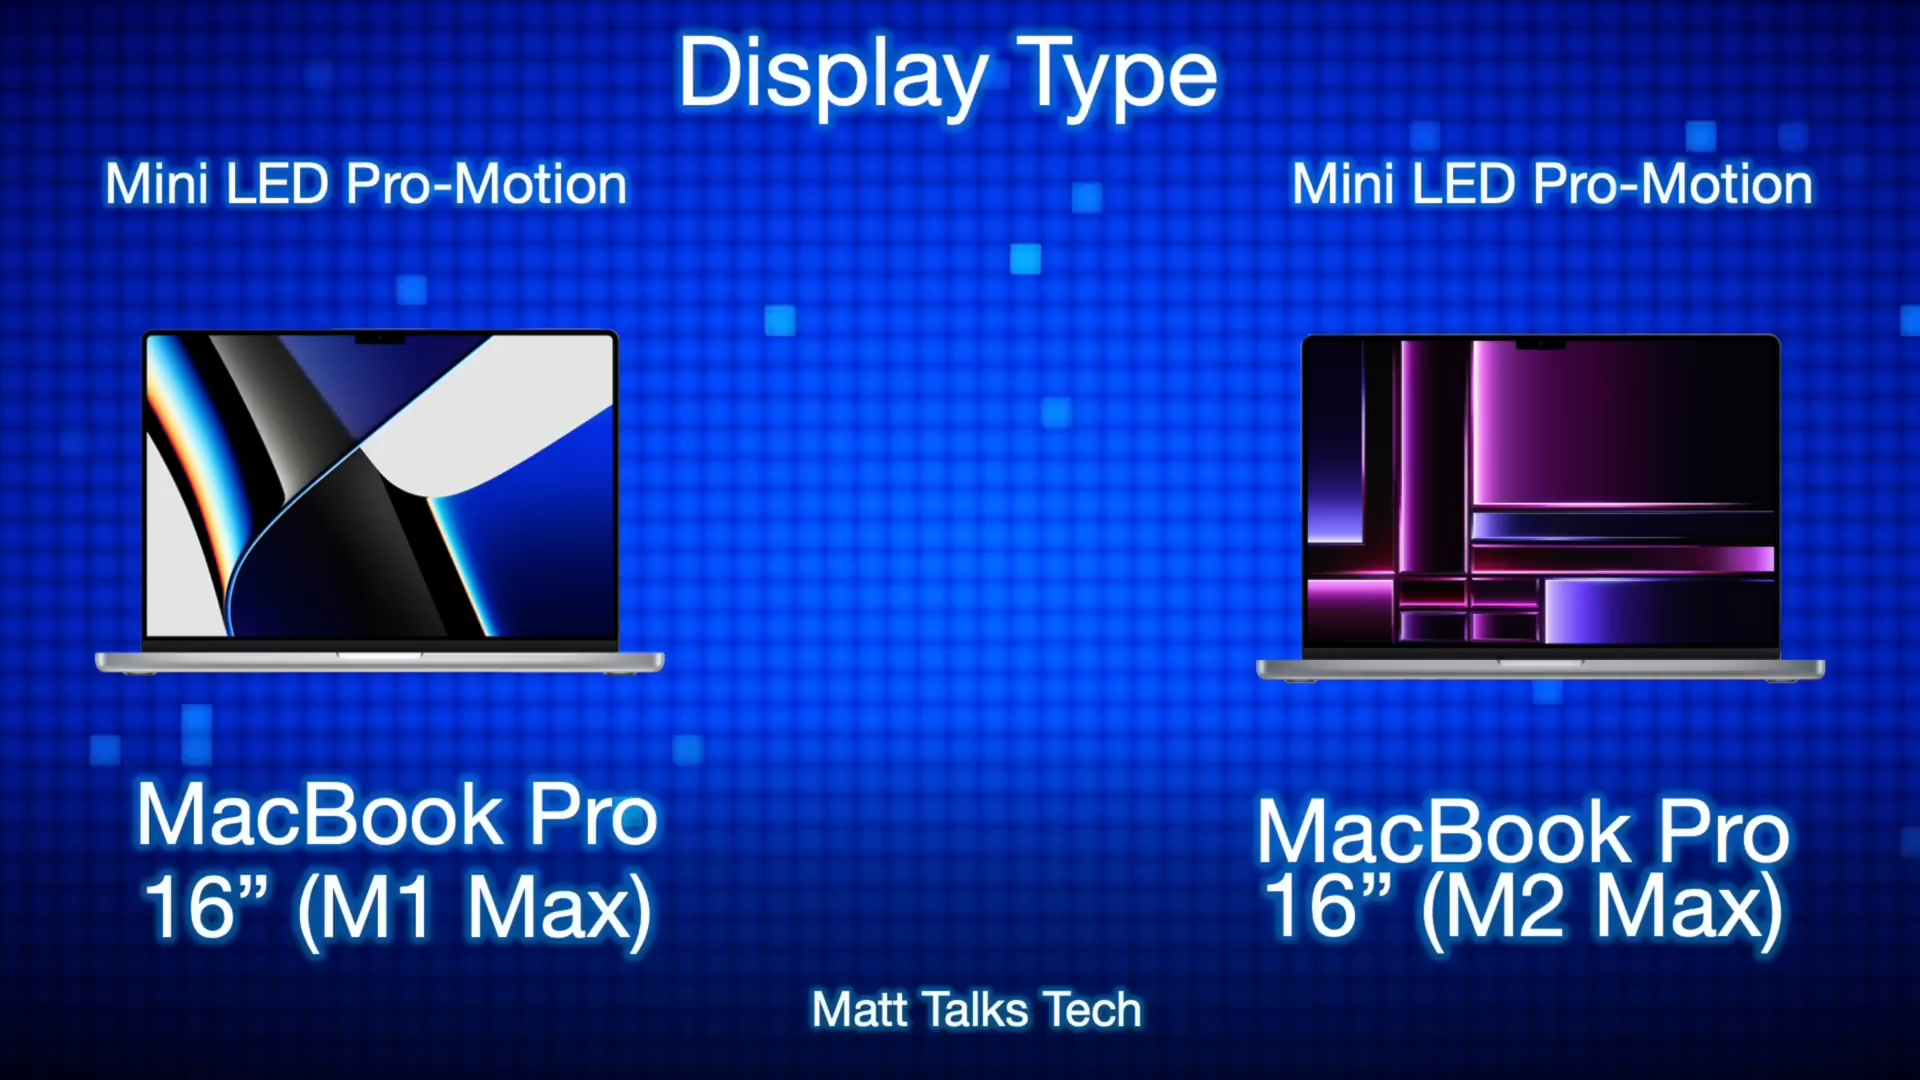 Display Type
Mini LED Pro-Motion
Mini LED Pro-Motion
MacBook Pro
16” (M1 Max)
MacBook Pro
16” (M2 Max)
Matt Talks Tech